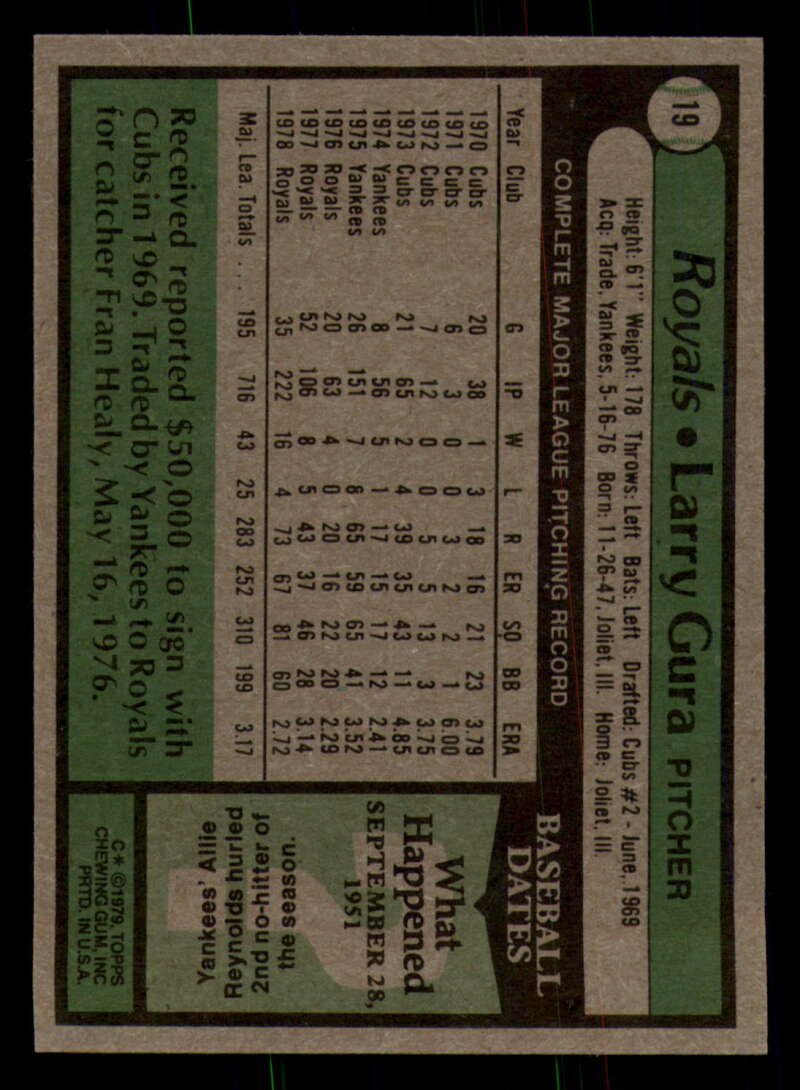 19
Royals • Larry Gura PITCHER
Height: 6'1" Weight: 178 Throws: Left Bats: Left Drafted: Cubs #2 - June, 1969
Acq: Trade, Yankees, 5-16-76 Born: 11-26-47, Joliet, Ill. Home: Joliet, Ill.
COMPLETE MAJOR LEAGUE PITCHING RECORD
Year Club G IP W L R ER SO BB ERA
1970 Cubs 20 38 1 3 18 16 21 23 3.79
1971 Cubs 6 3 0 0 3 2 2 1 6.00
1972 Cubs 7 12 0 0 5 5 13 3 3.75
1973 Cubs 21 65 2 4 39 35 43 11 4.85
1974 Yankees 8 56 5 1 17 15 17 12 2.41
1975 Yankees 26 151 7 8 65 59 65 41 3.52
1976 Royals 20 63 4 0 20 16 22 20 2.29
1977 Royals 52 106 8 5 43 37 46 28 3.14
1978 Royals 35 222 16 4 73 67 81 60 2.72
Maj. Lea. Totals . . . 195 716 43 25 283 252 310 199 3.17
Received reported $50,000 to sign with
Cubs in 1969. Traded by Yankees to Royals
for catcher Fran Healy, May 16, 1976.
BASEBALL
DATES
What
Happened
SEPTEMBER 28,
1951
Yankees' Allie
Reynolds hurled
2nd no-hitter of
the season.
C* ©1979, TOPPS
CHEWING GUM, INC
PRTD. IN U.S.A.